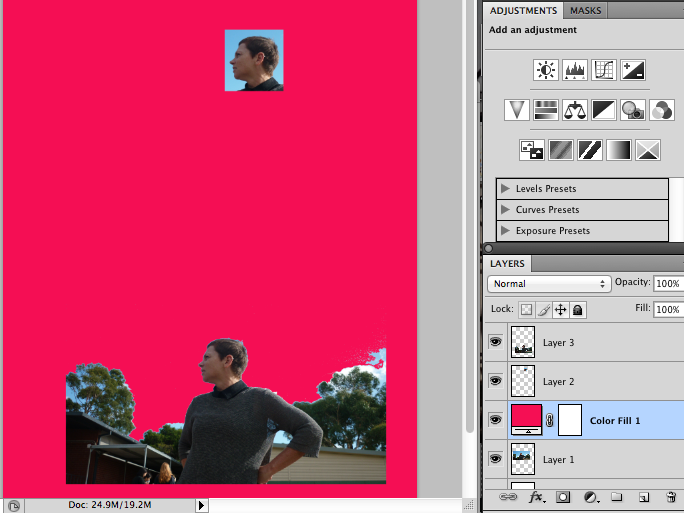 ADJUSTMENTS MASKS
Add an adjustment
Levels Presets
Curves Presets
Exposure Presets
LAYERS
Normal Opacity: 100%
Lock: Fill: 100%
Layer 3
Layer 2
Color Fill 1
Layer 1
fx
Doc: 24.9M/19.2M